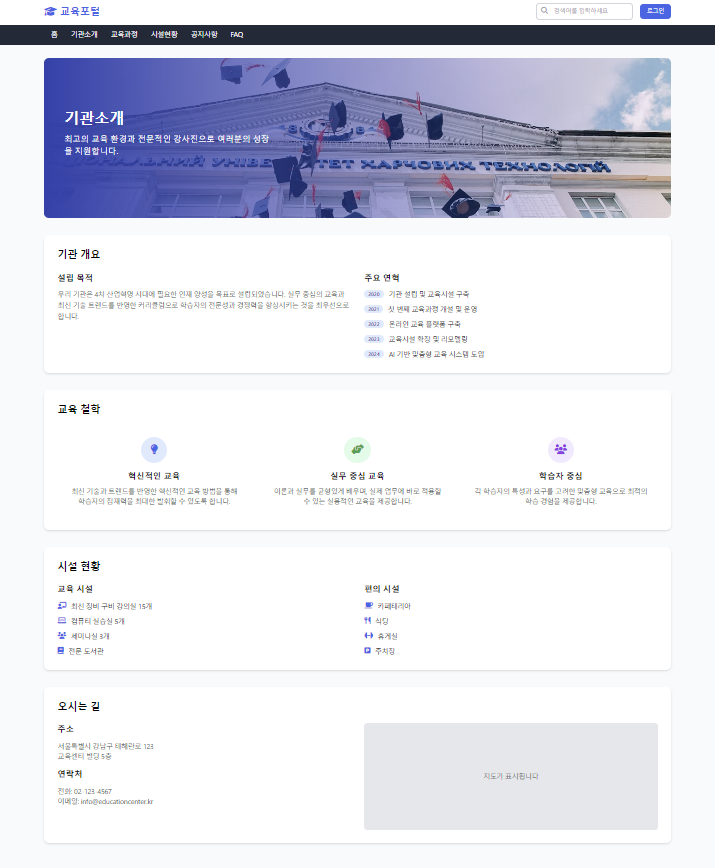 교육포털
검색어를 입력하세요
로그인
홈
기관소개
교육과정
시설현황
공지사항
FAQ
기관소개
최고의 교육 환경과 전문적인 강사진으로 여러분의 성장
을 지원합니다.
ХАРЧОВИХ ТЕХНОЛОГІЙ
기관 개요
설립 목적
우리 기관은 4차 산업혁명 시대에 필요한 인재 양성을 목표로 설립되었습니다. 실무 중심의 교육과
최신 기술 트렌드를 반영한 커리큘럼으로 학습자의 전문성과 경쟁력을 향상시키는 것을 최우선으로
합니다.
주요 연혁
2020 기관 설립 및 교육시설 구축
2021 첫 번째 교육과정 개설 및 운영
2022 온라인 교육 플랫폼 구축
2023 교육시설 확장 및 리모델링
2024 AI 기반 맞춤형 교육 시스템 도입
교육 철학
혁신적인 교육
최신 기술과 트렌드를 반영한 혁신적인 교육 방법을 통해
학습자의 잠재력을 최대한 발휘할 수 있도록 합니다.
실무 중심 교육
이론과 실무를 균형있게 배우며, 실제 업무에 바로 적용할
수 있는 실용적인 교육을 제공합니다.
학습자 중심
각 학습자의 특성과 요구를 고려한 맞춤형 교육으로 최적의
학습 경험을 제공합니다.
시설 현황
교육 시설
최신 장비 구비 강의실 15개
컴퓨터 실습실 5개
세미나실 3개
전문 도서관
편의 시설
카페테리아
식당
휴게실
주차장
오시는 길
주소
서울특별시 강남구 테헤란로 123
교육센터 빌딩 5층
연락처
전화: 02-123-4567
이메일: info@educationcenter.kr
지도가 표시됩니다